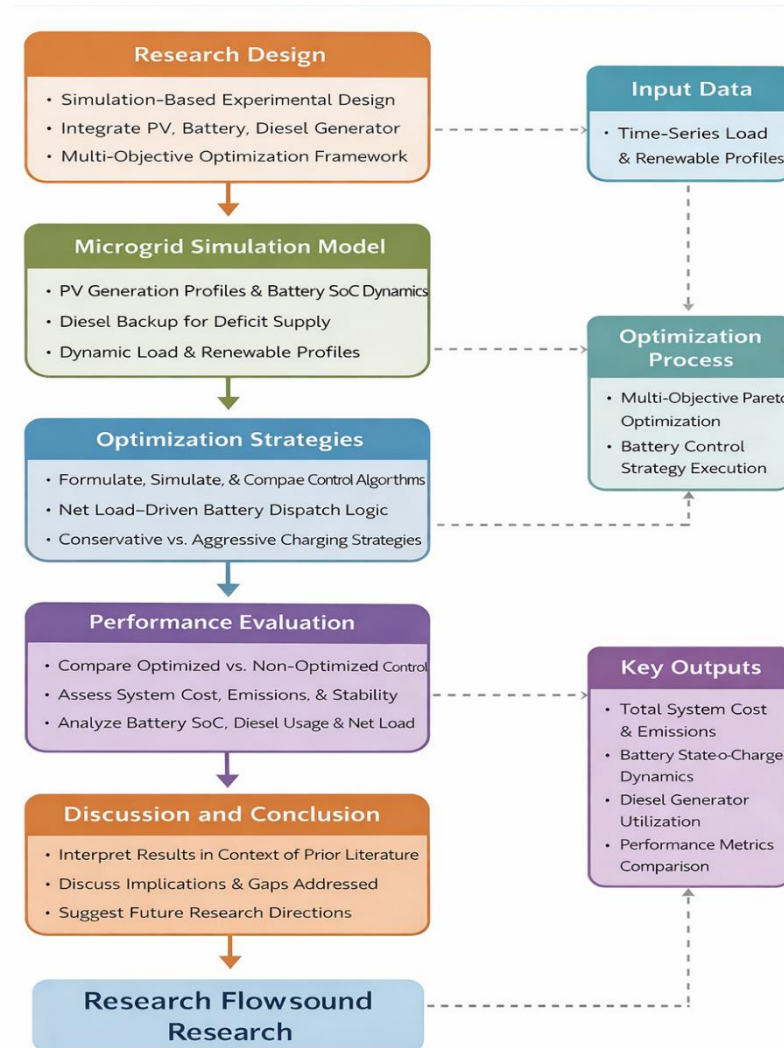 Research Design
• Simulation-Based Experimental Design
• Integrate PV, Battery, Diesel Generator
• Multi-Objective Optimization Framework
Input Data
• Time-Series Load
& Renewable Profiles
Microgrid Simulation Model
• PV Generation Profiles & Battery SoC Dynamics
• Diesel Backup for Deficit Supply
• Dynamic Load & Renewable Profiles
Optimization
Process
• Multi-Objective Pareto
Optimization
• Battery Control
Strategy Execution
Optimization Strategies
• Formulate, Simulate, & Compae Control Algorithms
• Net Load–Driven Battery Dispatch Logic
• Conservative vs. Aggressive Charging Strategies
Performance Evaluation
• Compare Optimized vs. Non-Optimized Control
• Assess System Cost, Emissions, & Stability
• Analyze Battery SoC, Diesel Usage & Net Load
Key Outputs
• Total System Cost
& Emissions
• Battery State-o-Charge
Dynamics
• Diesel Generator
Utilization
• Performance Metrics
Comparison
Discussion and Conclusion
• Interpret Results in Context of Prior Literature
• Discuss Implications & Gaps Addressed
• Suggest Future Research Directions
Research Flowsound
Research